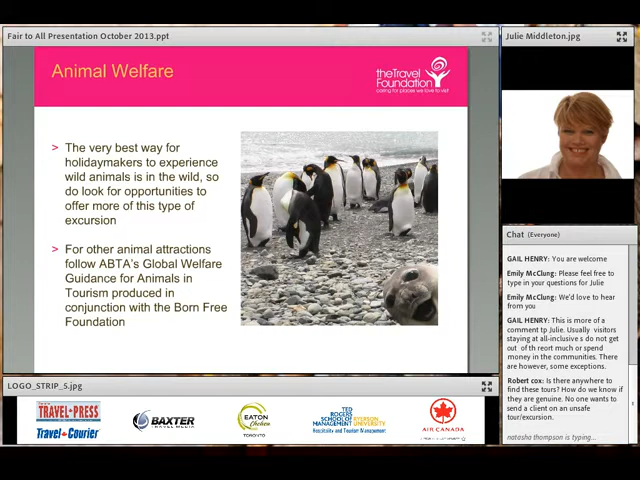 Fair to All Presentation October 2013.ppt
Julie Middleton.jpg
Animal Welfare
theTravel
Foundation
caring for places we love to visit
> The very best way for
holidaymakers to experience
wild animals is in the wild, so
do look for opportunities to
offer more of this type of
excursion
> For other animal attractions
follow ABTA's Global Welfare
Guidance for Animals in
Tourism produced in
conjunction with the Born Free
Foundation
Chat (Everyone)
GAIL HENRY: You are welcome
Emily McClung: Please feel free to
type in your questions for Julie
Emily McClung: We'd love to hear
from you
GAIL HENRY: This is more of a
comment tp Julie. Usually visitors
staying at all-inclusive s do not get
out of th reort much or spend
money in the communities. There
are however, some exceptions.
Robert cox: Is there anywhere to
find these tours? How do we know if
they are genuine. No one wants to
send a client on an unsafe
tour/excursion.
natasha thompson is typing...
LOGO_STRIP_5.jpg
TRAVEL PRESS
Travel Courier
BAXTER
TRAVEL MEDIA
EATON
Chelsea
TORONTO
TED
ROGERS
SCHOOL OF
MANAGEMENT
RYERSON
UNIVERSITY
Hospitality and Tourism Management
AIR CANADA